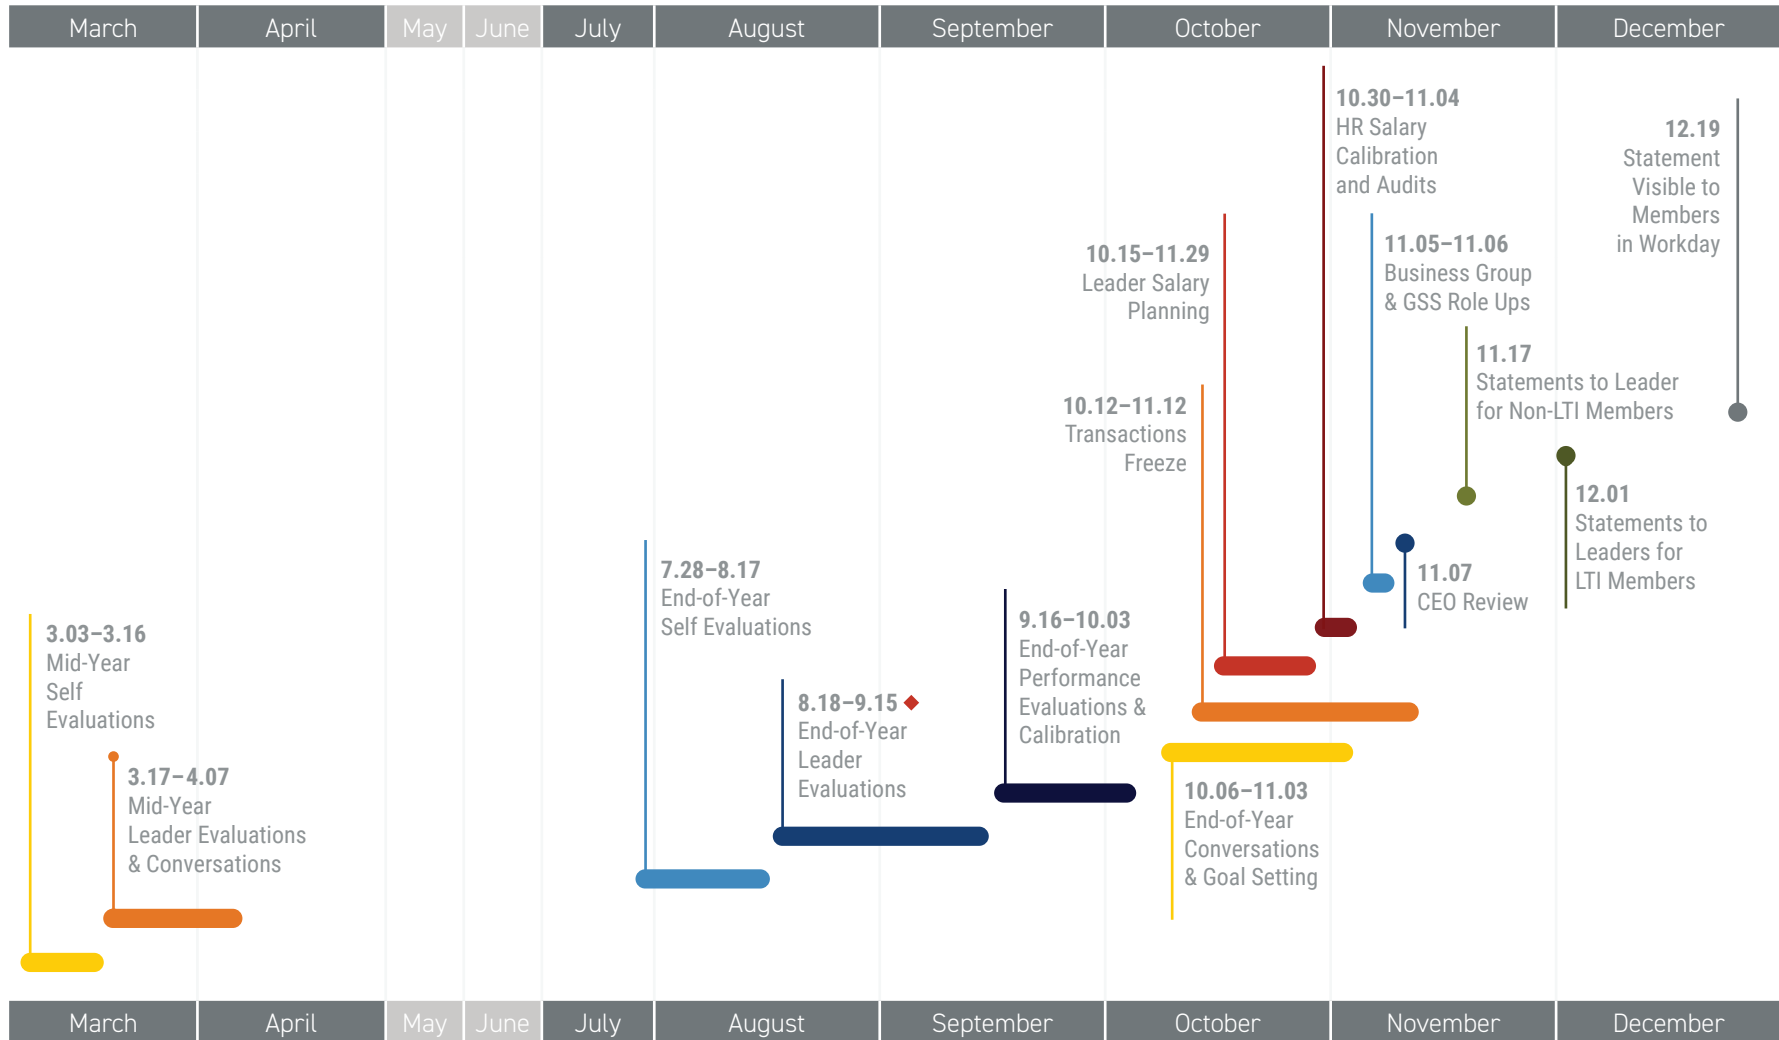 March April May June July August September October November December
3.03–3.16
Mid-Year
Self
Evaluations
3.17–4.07
Mid-Year
Leader Evaluations
& Conversations
7.28–8.17
End-of-Year
Self Evaluations
8.18–9.15
End-of-Year
Leader
Evaluations
9.16–10.03
End-of-Year
Performance
Evaluations &
Calibration
10.06–11.03
End-of-Year
Conversations
& Goal Setting
10.12–11.12
Transactions
Freeze
10.15–11.29
Leader Salary
Planning
10.30–11.04
HR Salary
Calibration
and Audits
11.05–11.06
Business Group
& GSS Role Ups
11.07
CEO Review
11.17
Statements to Leader
for Non-LTI Members
12.01
Statements to
Leaders for
LTI Members
12.19
Statement
Visible to
Members
in Workday
March April May June July August September October November December